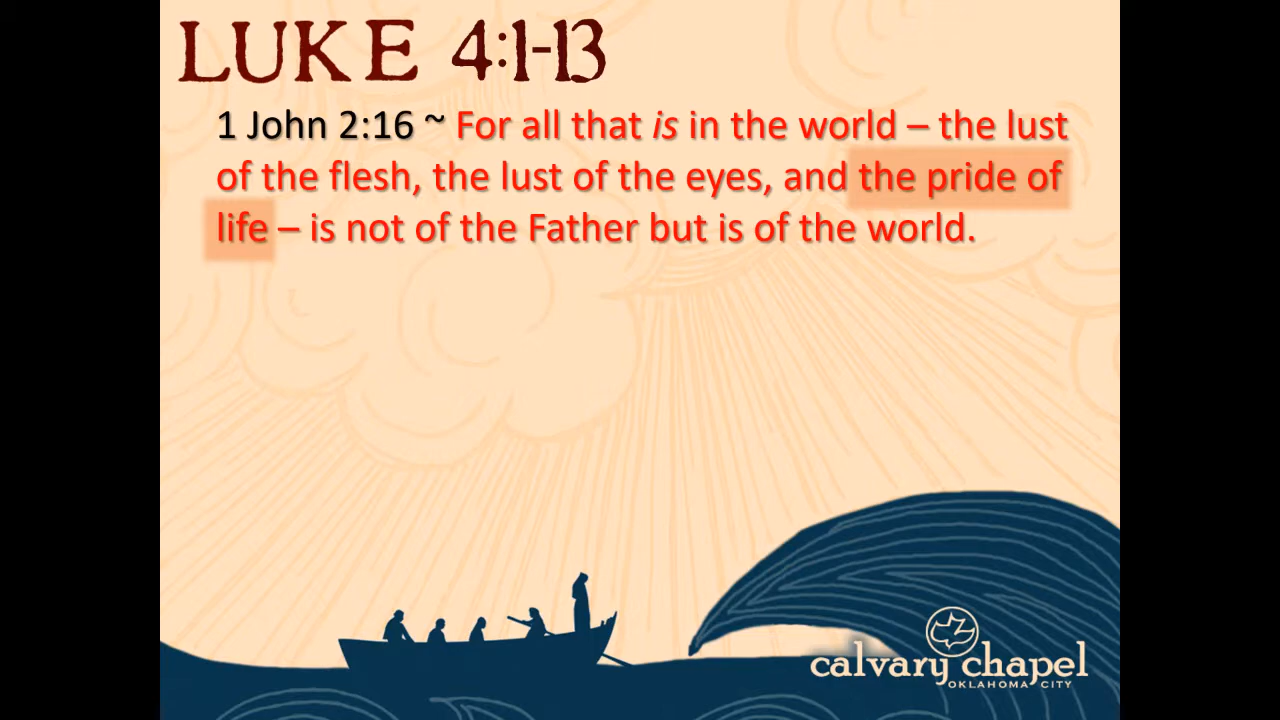 LUKE 4:1-13
1 John 2:16 ~ For all that is in the world – the lust
of the flesh, the lust of the eyes, and the pride of
life – is not of the Father but is of the world.
calvary chapel
OKLAHOMA CITY